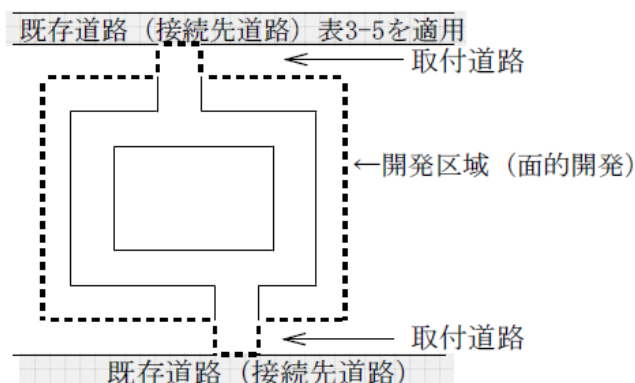 既存道路（接続先道路）表3-5を適用
取付道路
←開発区域（面的開発）
取付道路
既存道路（接続先道路）